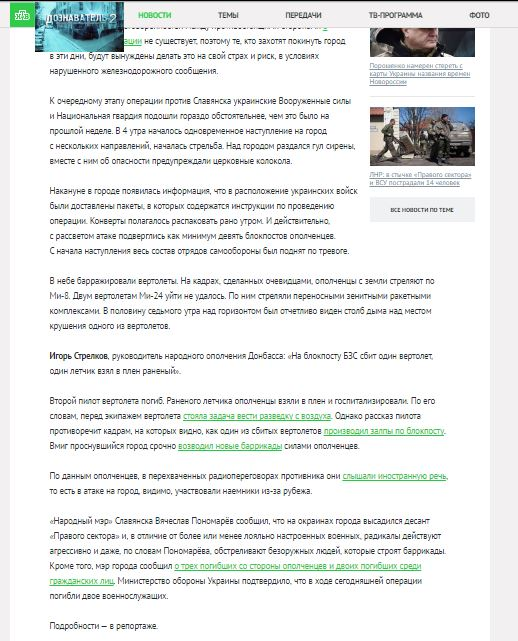 НТВ
ДОЗНАВАТЕЛЬ 2
НОВОСТИ
ТЕМЫ
ПЕРЕДАЧИ
ТВ-ПРОГРАММА
ФОТО
не существует, поэтому те, кто захотят покинуть город
в эти дни, будут вынуждены делать это на свой страх и риск, в условиях
нарушенного железнодорожного сообщения.
К очередному этапу операции против Славянска украинские Вооруженные силы
и Национальная гвардия подошли гораздо обстоятельнее, чем это было на
прошлой неделе. В 4 утра началось одновременное наступление на город
с нескольких направлений, началась стрельба. Над городом раздался гул сирены,
вместе с ним об опасности предупреждали церковные колокола.
Накануне в городе появилась информация, что в расположение украинских войск
были доставлены пакеты, в которых содержатся инструкции по проведению
операции. Конверты полагалось распаковать рано утром. И действительно,
с рассветом атаке подверглись как минимум девять блокпостов ополченцев.
С начала наступления весь состав отрядов самообороны был поднят по тревоге.
В небе барражировали вертолеты. На кадрах, сделанных очевидцами, ополченцы с земли стреляют по
Ми-8. Двум вертолетам Ми-24 уйти не удалось. По ним стреляли переносными зенитными ракетными
комплексами. В половину седьмого утра над горизонтом был отчетливо виден столб дыма над местом
крушения одного из вертолетов.
Игорь Стрелков, руководитель народного ополчения Донбасса: «На блокпосту БЗС сбит один вертолет,
один летчик взят в плен раненый».
Второй пилот вертолета погиб. Раненого летчика ополченцы взяли в плен и госпитализировали. По его
словам, перед экипажем вертолета стояла задача вести разведку с воздуха. Однако рассказ пилота
противоречит кадрам, на которых видно, как один из сбитых вертолетов производил залпы по блокпосту.
Вмиг проснувшийся город срочно возводил новые баррикады силами ополченцев.
По данным ополченцев, в перехваченных радиопереговорах противника они слышали иностранную речь,
то есть в атаке на город, видимо, участвовали наемники из-за рубежа.
«Народный мэр» Славянска Вячеслав Пономарёв сообщил, что на окраинах города высадился десант
«Правого сектора» и, в отличие от более или менее лояльно настроенных военных, радикалы действуют
агрессивно и даже, по словам Пономарёва, обстреливают безоружных людей, которые строят баррикады.
Кроме того, мэр города сообщил о трех погибших со стороны ополченцев и двоих погибших среди
гражданских лиц. Министерство обороны Украины подтвердило, что в ходе сегодняшней операции
погибли двое военнослужащих.
Подробности — в репортаже.
Порошенко намерен стереть с
карты Украины названия времен
Новороссии
ЛНР: в стычке «Правого сектора»
и ВСУ пострадали 14 человек
ВСЕ НОВОСТИ ПО ТЕМЕ